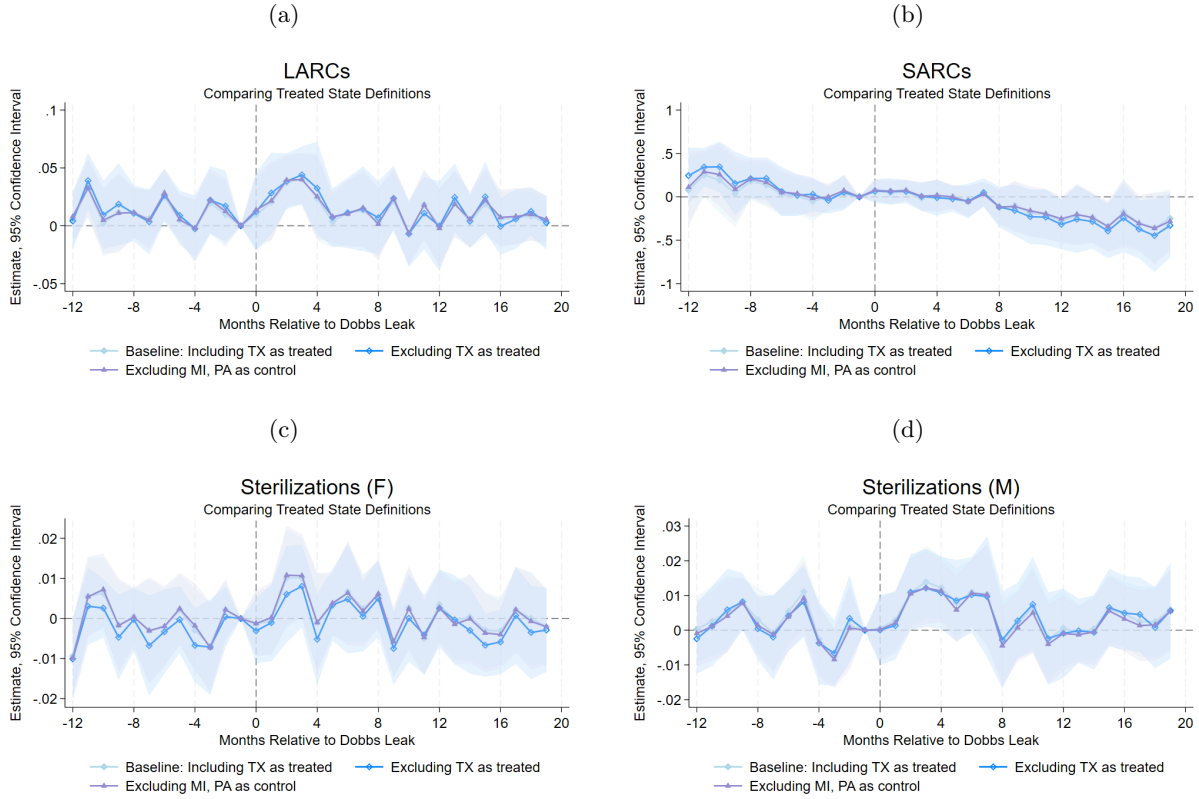 (a)
LARCs
Comparing Treated State Definitions
Estimate, 95% Confidence Interval
.1
.05
0
-.05
-12 -8 -4 0 4 8 12 16 20
Months Relative to Dobbs Leak
Baseline: Including TX as treated Excluding TX as treated
Excluding MI, PA as control
(b)
SARCs
Comparing Treated State Definitions
Estimate, 95% Confidence Interval
1
.5
0
-.5
-1
-12 -8 -4 0 4 8 12 16 20
Months Relative to Dobbs Leak
Baseline: Including TX as treated Excluding TX as treated
Excluding MI, PA as control
(c)
Sterilizations (F)
Comparing Treated State Definitions
Estimate, 95% Confidence Interval
.02
.01
0
-.01
-.02
-12 -8 -4 0 4 8 12 16 20
Months Relative to Dobbs Leak
Baseline: Including TX as treated Excluding TX as treated
Excluding MI, PA as control
(d)
Sterilizations (M)
Comparing Treated State Definitions
Estimate, 95% Confidence Interval
.03
.02
.01
0
-.01
-.02
-12 -8 -4 0 4 8 12 16 20
Months Relative to Dobbs Leak
Baseline: Including TX as treated Excluding TX as treated
Excluding MI, PA as control